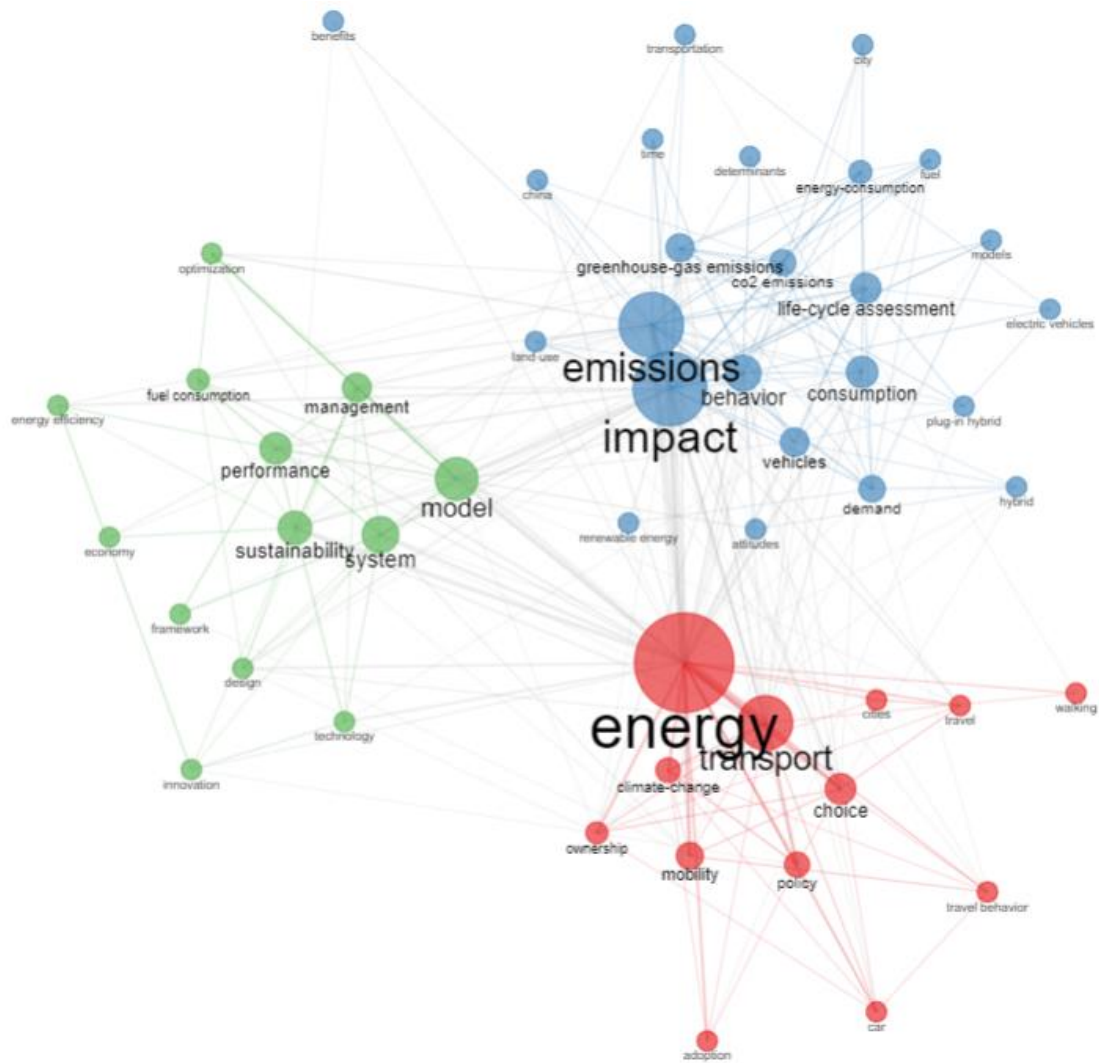 benefits
transportation
city
time
determinants
fuel
energy-consumption
china
models
greenhouse-gas emissions
optimization
co2 emissions
life-cycle assessment
electric vehicles
land-use
emissions
behavior
consumption
fuel consumption
management
energy efficiency
plug-in hybrid
impact
performance
vehicles
model
hybrid
demand
renewable energy
attitudes
economy
sustainability
system
framework
design
cities
travel
walking
energy
technology
transport
innovation
climate-change
choice
ownership
mobility
policy
travel behavior
car
adoption